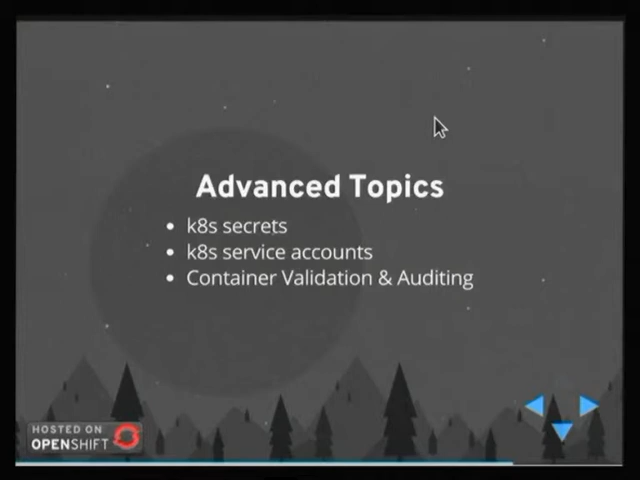 Advanced Topics
k8s secrets
k8s service accounts
Container Validation & Auditing
HOSTED ON
OPENSHIFT